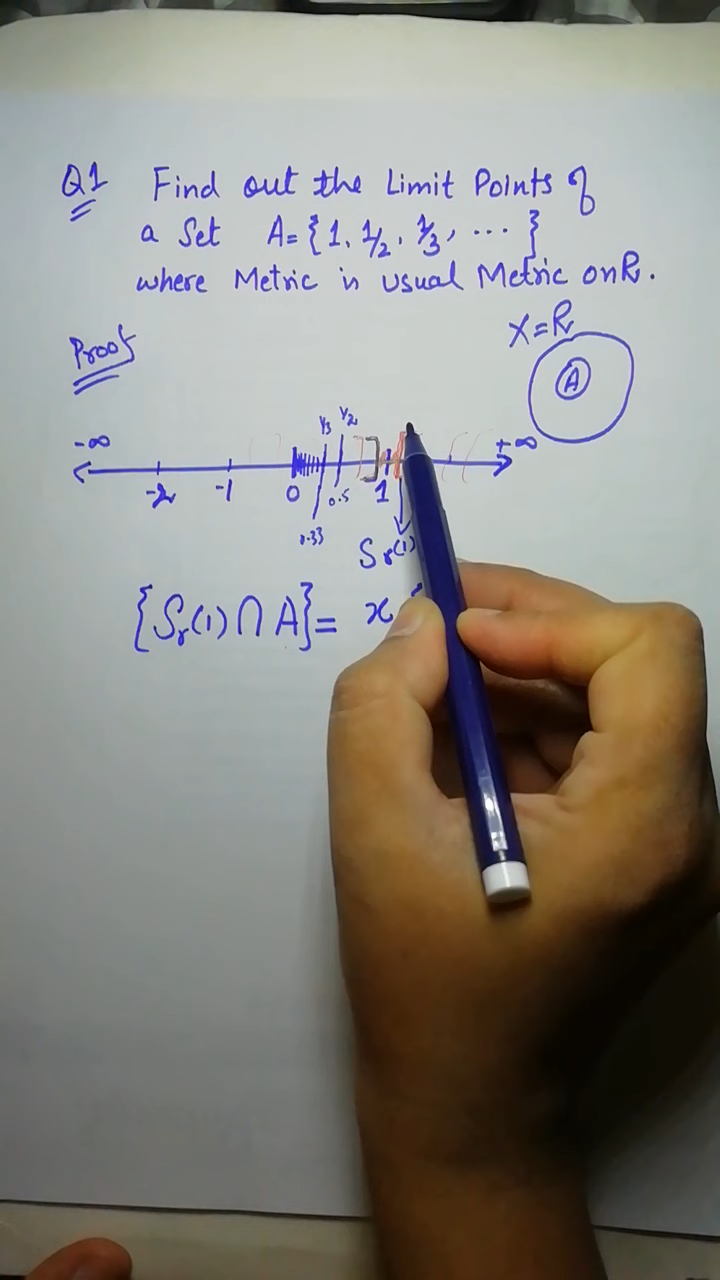 Q1 Find out the Limit Points of
a Set A = {1, 1/2, 1/3, ... }
where Metric is usual Metric on R.
Proof
X = R
A
1/3 1/2
-∞ +∞
-2 -1 0 0.5 1
0.33
Sr(1)
{Sr(1) ∩ A} = x